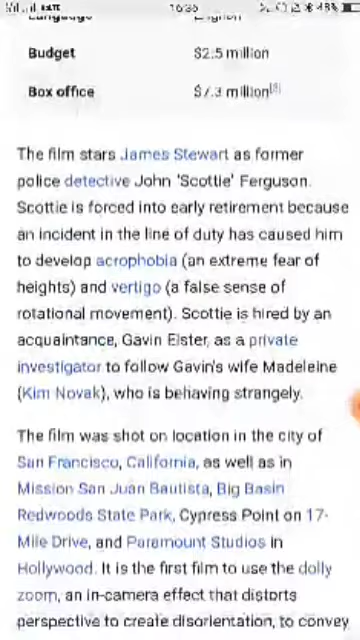 Language English
Budget $2.5 million
Box office $7.3 million[3]
The film stars James Stewart as former
police detective John 'Scottie' Ferguson.
Scottie is forced into early retirement because
an incident in the line of duty has caused him
to develop acrophobia (an extreme fear of
heights) and vertigo (a false sense of
rotational movement). Scottie is hired by an
acquaintance, Gavin Elster, as a private
investigator to follow Gavin's wife Madeleine
(Kim Novak), who is behaving strangely.
The film was shot on location in the city of
San Francisco, California, as well as in
Mission San Juan Bautista, Big Basin
Redwoods State Park, Cypress Point on 17-
Mile Drive, and Paramount Studios in
Hollywood. It is the first film to use the dolly
zoom, an in-camera effect that distorts
perspective to create disorientation, to convey